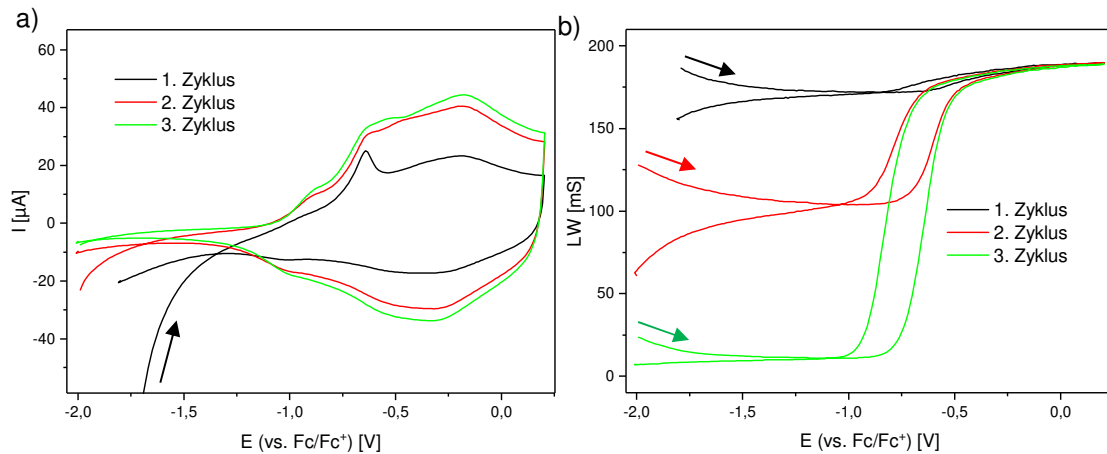 a)
60
40
20
0
-20
-40
I [µA]
1. Zyklus
2. Zyklus
3. Zyklus
-2,0 -1,5 -1,0 -0,5 0,0
E (vs. Fc/Fc⁺) [V]
b)
200
150
100
50
0
LW [mS]
1. Zyklus
2. Zyklus
3. Zyklus
-2,0 -1,5 -1,0 -0,5 0,0
E (vs. Fc/Fc⁺) [V]